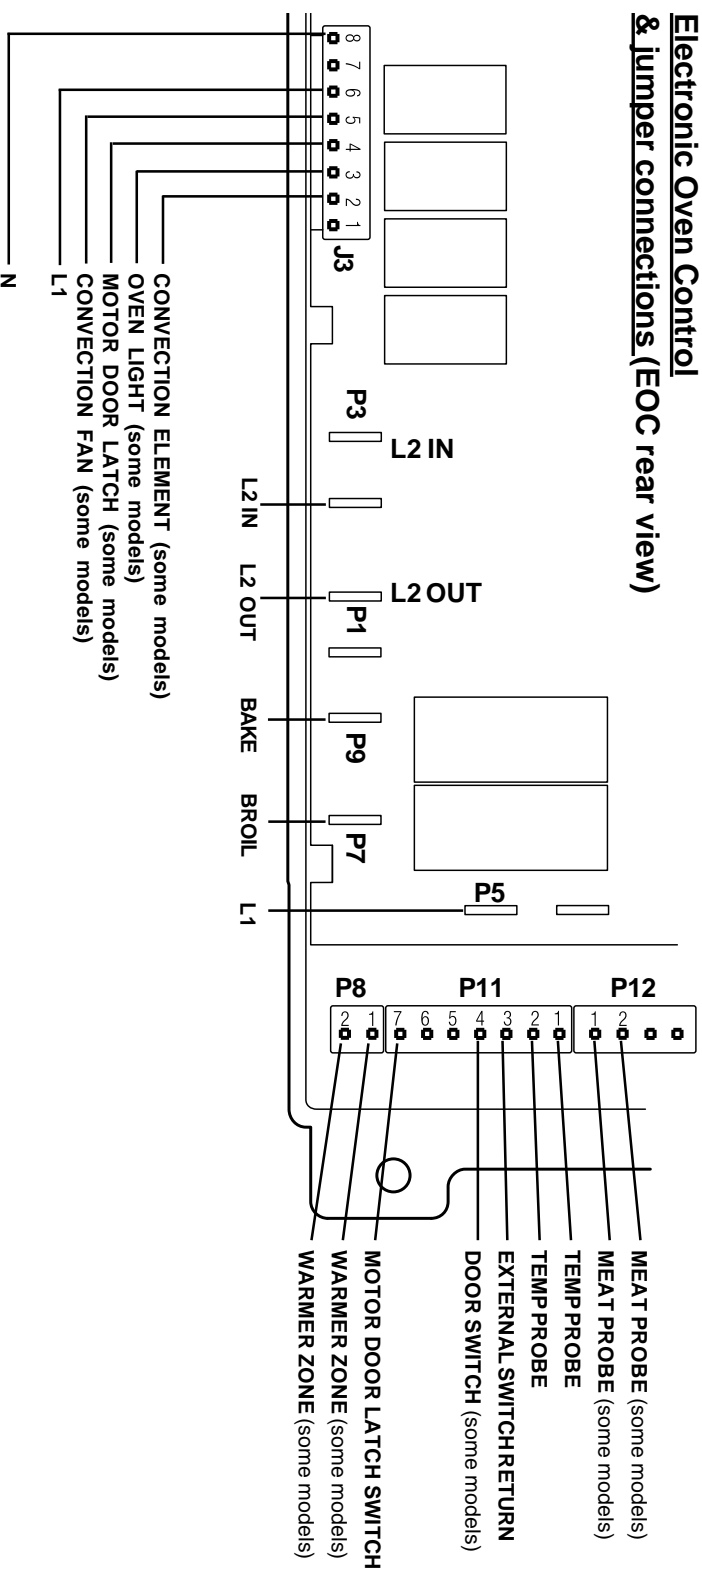 Electronic Oven Control
& jumper connections (EOC rear view)
8
7
6
5
4
3
2
1
J3
N
L1
CONVECTION FAN (some models)
MOTOR DOOR LATCH (some models)
OVEN LIGHT (some models)
CONVECTION ELEMENT (some models)
P3
L2 IN
L2 IN
L2 OUT
P1
L2 OUT
P9
BAKE
P7
BROIL
P5
L1
P8
P11
P12
2
1
7
6
5
4
3
2
1
1
2
MEAT PROBE (some models)
MEAT PROBE (some models)
TEMP PROBE
TEMP PROBE
EXTERNAL SWITCH RETURN
DOOR SWITCH (some models)
MOTOR DOOR LATCH SWITCH
WARMER ZONE (some models)
WARMER ZONE (some models)